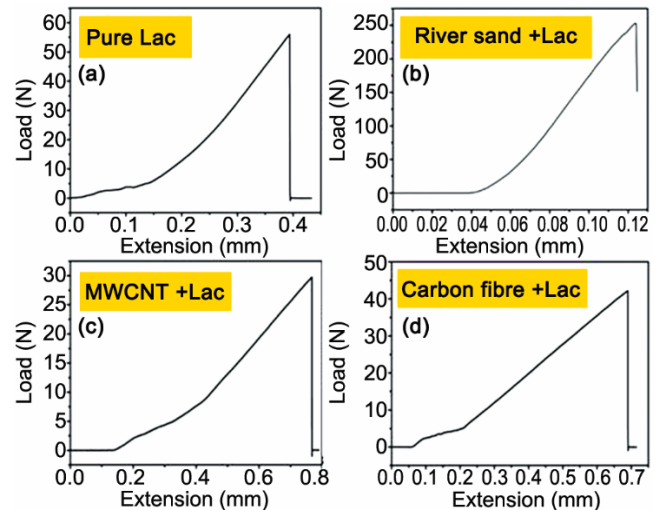 Pure Lac
(a)
Load (N)
60
50
40
30
20
10
0
0.0 0.1 0.2 0.3 0.4
Extension (mm)
River sand +Lac
(b)
Load (N)
250
200
150
100
50
0
0.00 0.02 0.04 0.06 0.08 0.10 0.12
Extension (mm)
MWCNT +Lac
(c)
Load (N)
30
25
20
15
10
5
0
0.0 0.2 0.4 0.6 0.8
Extension (mm)
Carbon fibre +Lac
(d)
Load (N)
50
40
30
20
10
0
0.0 0.1 0.2 0.3 0.4 0.5 0.6 0.7
Extension (mm)